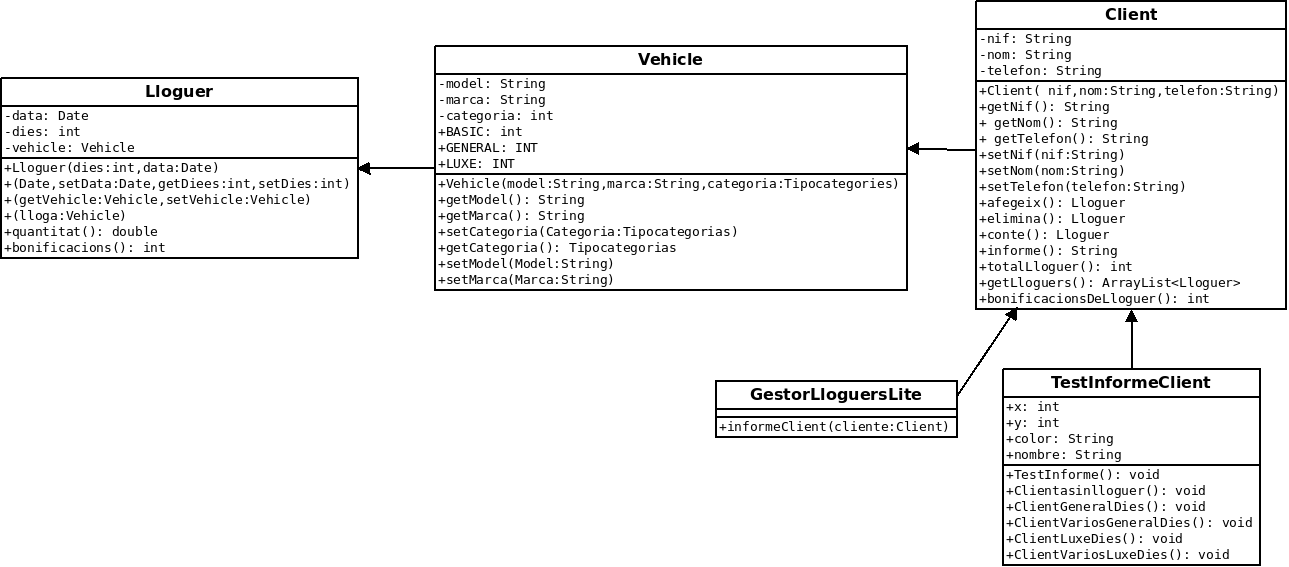 Lloguer
-data: Date
-dies: int
-vehicle: Vehicle
+Lloguer(dies:int,data:Date)
+(Date,setData:Date,getDiees:int,setDies:int)
+(getVehicle:Vehicle,setVehicle:Vehicle)
+(lloga:Vehicle)
+quantitat(): double
+bonificacions(): int
Vehicle
-model: String
-marca: String
-categoria: int
+BASIC: int
+GENERAL: INT
+LUXE: INT
+Vehicle(model:String,marca:String,categoria:Tipocategories)
+getModel(): String
+getMarca(): String
+setCategoria(Categoria:Tipocategorias)
+getCategoria(): Tipocategorias
+setModel(Model:String)
+setMarca(Marca:String)
Client
-nif: String
-nom: String
-telefon: String
+Client( nif,nom:String,telefon:String)
+getNif(): String
+ getNom(): String
+ getTelefon(): String
+setNif(nif:String)
+setNom(nom:String)
+setTelefon(telefon:String)
+afegeix(): Lloguer
+elimina(): Lloguer
+conte(): Lloguer
+informe(): String
+totalLloguer(): int
+getLloguers(): ArrayList<Lloguer>
+bonificacionsDeLloguer(): int
GestorLloguersLite
+informeClient(cliente:Client)
TestInformeClient
+x: int
+y: int
+color: String
+nombre: String
+TestInforme(): void
+Clientasinlloguer(): void
+ClientGeneralDies(): void
+ClientVariosGeneralDies(): void
+ClientLuxeDies(): void
+ClientVariosLuxeDies(): void